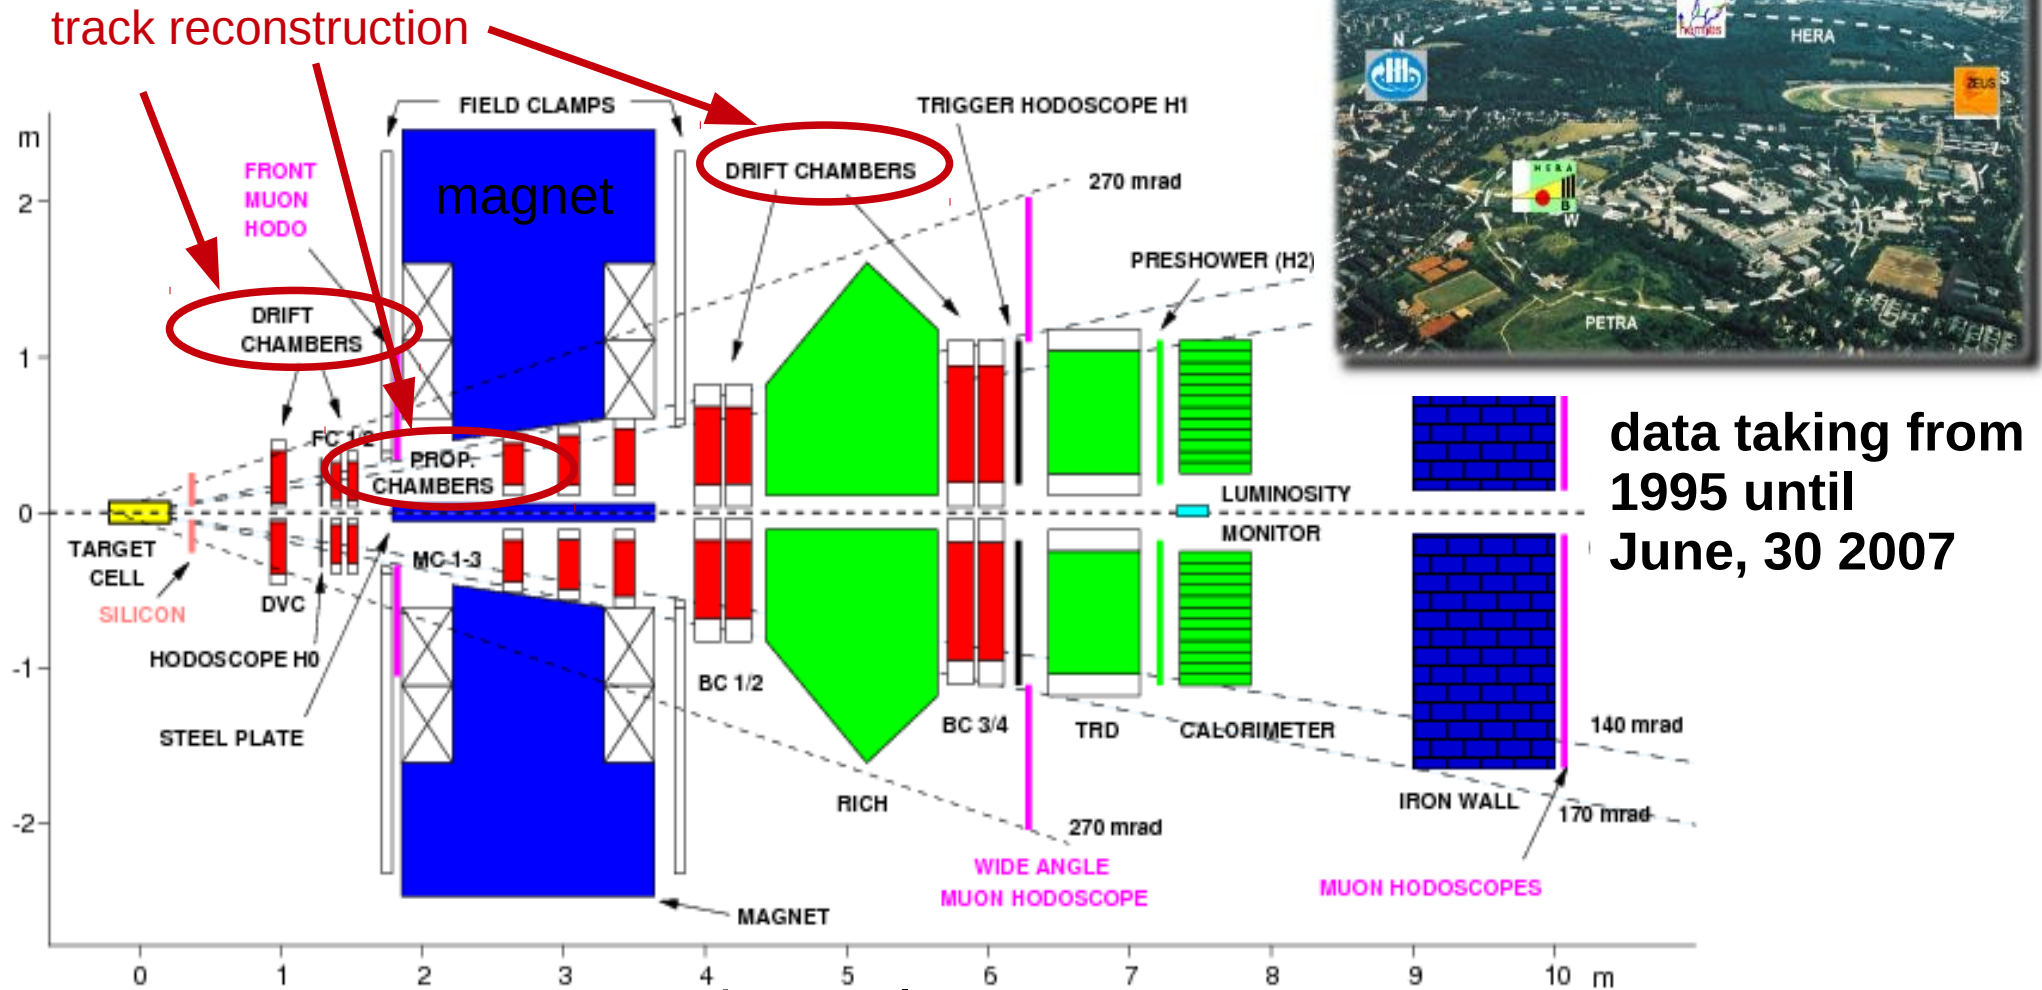 track reconstruction
FIELD CLAMPS
TRIGGER HODOSCOPE H1
m
FRONT
MUON
HODO
magnet
DRIFT CHAMBERS
270 mrad
2
PRESHOWER (H2)
DRIFT
CHAMBERS
1
FC 1/2
PROP.
CHAMBERS
0
LUMINOSITY
MONITOR
TARGET
CELL
SILICON
DVC
MC 1-3
HODOSCOPE H0
-1
STEEL PLATE
BC 1/2
BC 3/4
TRD
CALORIMETER
140 mrad
RICH
IRON WALL
170 mrad
-2
270 mrad
WIDE ANGLE
MUON HODOSCOPE
MUON HODOSCOPES
MAGNET
0 1 2 3 4 5 6 7 8 9 10 m
N
hermes
HERA
S
ZEUS
HERA
B
W
PETRA
data taking from
1995 until
June, 30 2007